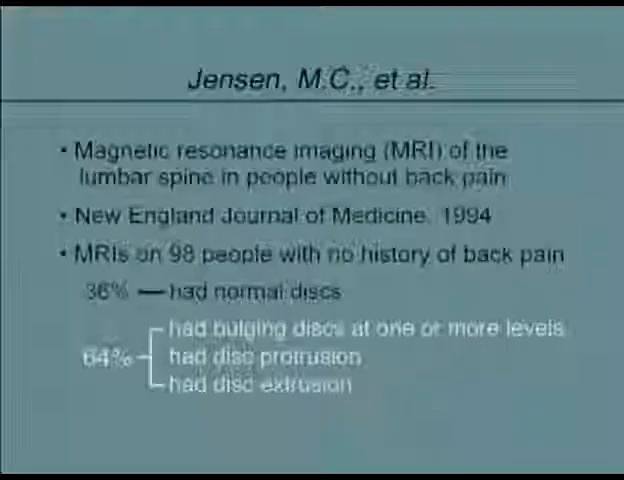 Jensen, M.C., et al.
• Magnetic resonance imaging (MRI) of the
lumbar spine in people without back pain
• New England Journal of Medicine, 1994
• MRIs on 98 people with no history of back pain
36% — had normal discs
had bulging discs at one or more levels
64% had disc protrusion
had disc extrusion